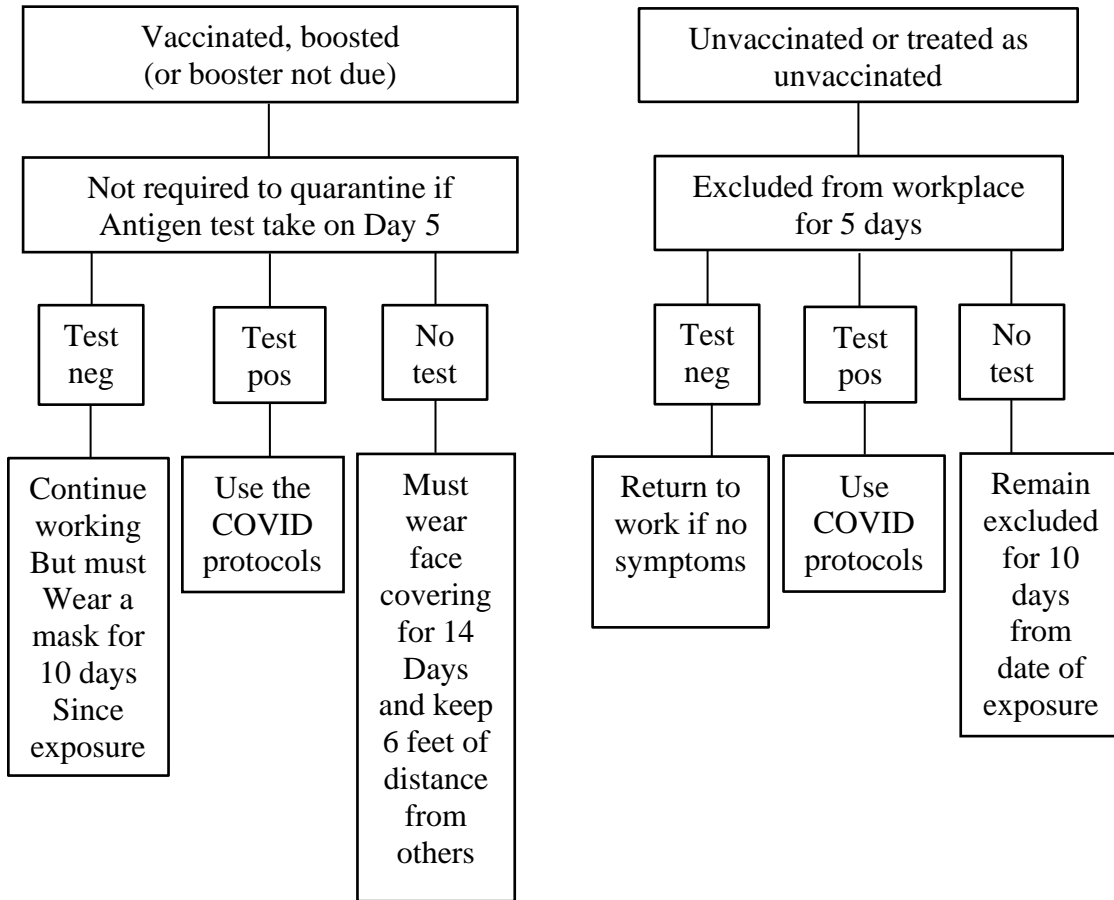 Vaccinated, boosted
(or booster not due)
Not required to quarantine if
Antigen test take on Day 5
Test
neg
Test
pos
No
test
Continue
working
But must
Wear a
mask for
10 days
Since
exposure
Use the
COVID
protocols
Must
wear
face
covering
for 14
Days
and keep
6 feet of
distance
from
others
Unvaccinated or treated as
unvaccinated
Excluded from workplace
for 5 days
Test
neg
Test
pos
No
test
Return to
work if no
symptoms
Use
COVID
protocols
Remain
excluded
for 10
days
from
date of
exposure